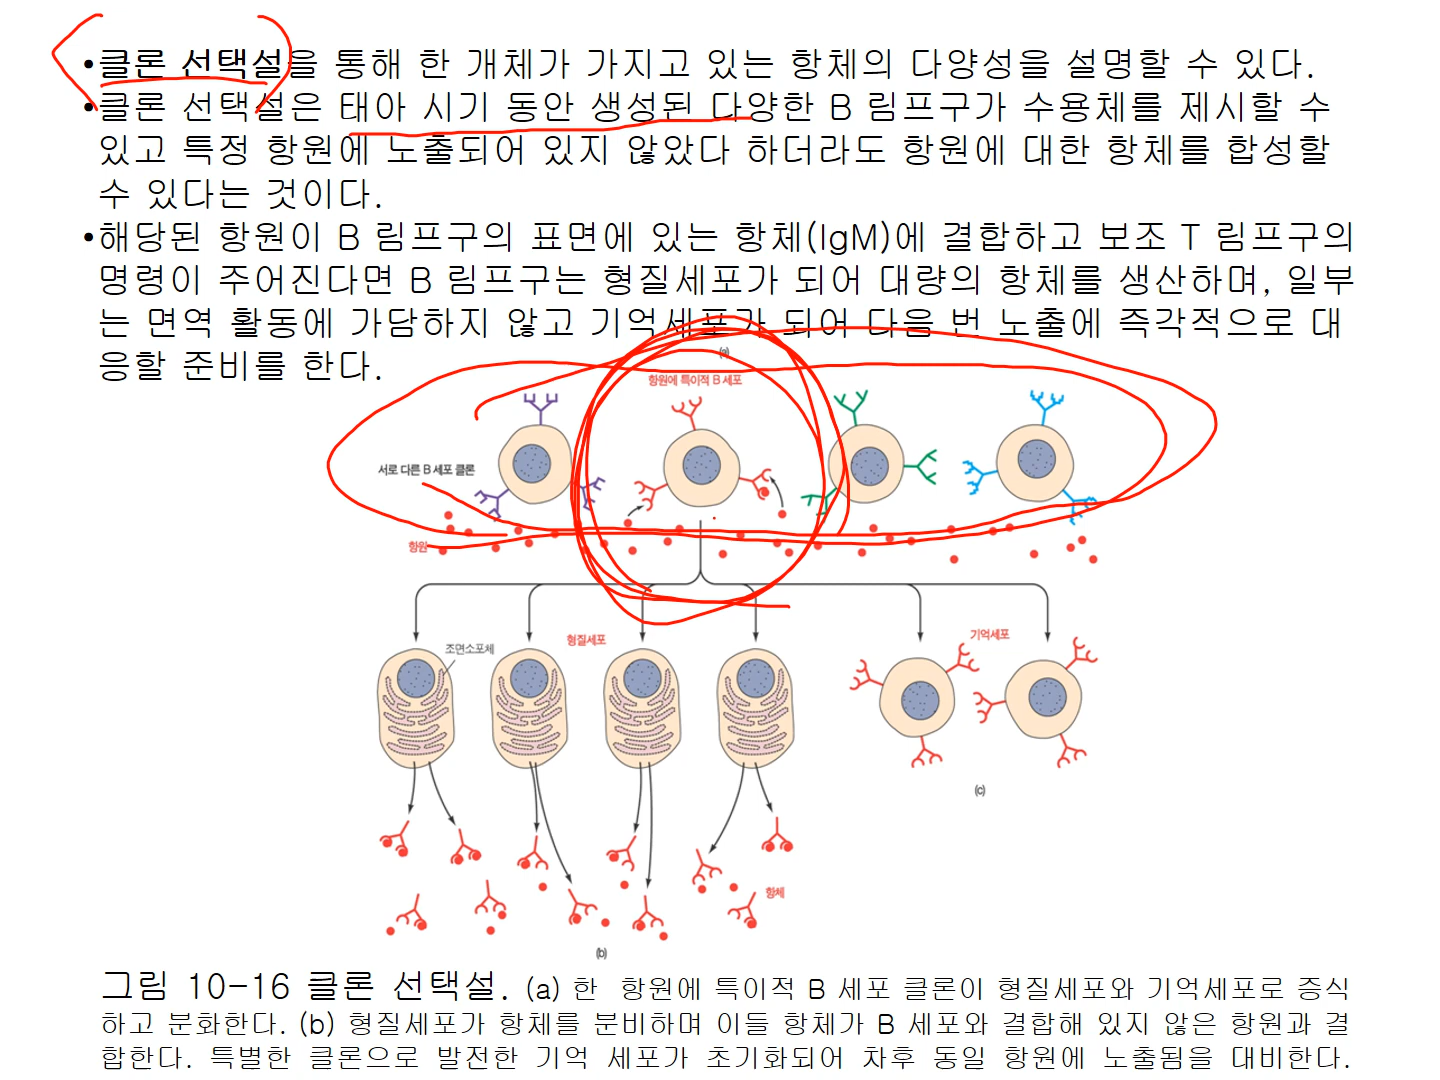 •클론 선택설을 통해 한 개체가 가지고 있는 항체의 다양성을 설명할 수 있다.
•클론 선택설은 태아 시기 동안 생성된 다양한 B 림프구가 수용체를 제시할 수
있고 특정 항원에 노출되어 있지 않았다 하더라도 항원에 대한 항체를 합성할
수 있다는 것이다.
•해당된 항원이 B 림프구의 표면에 있는 항체(IgM)에 결합하고 보조 T 림프구의
명령이 주어진다면 B 림프구는 형질세포가 되어 대량의 항체를 생산하며, 일부
는 면역 활동에 가담하지 않고 기억세포가 되어 다음 번 노출에 즉각적으로 대
응할 준비를 한다.
(a)
항원에 특이적 B 세포
서로 다른 B 세포 클론
항원
형질세포
기억세포
조면소포체
(c)
항체
(b)
그림 10-16 클론 선택설. (a) 한 항원에 특이적 B 세포 클론이 형질세포와 기억세포로 증식
하고 분화한다. (b) 형질세포가 항체를 분비하며 이들 항체가 B 세포와 결합해 있지 않은 항원과 결
합한다. 특별한 클론으로 발전한 기억 세포가 초기화되어 차후 동일 항원에 노출됨을 대비한다.